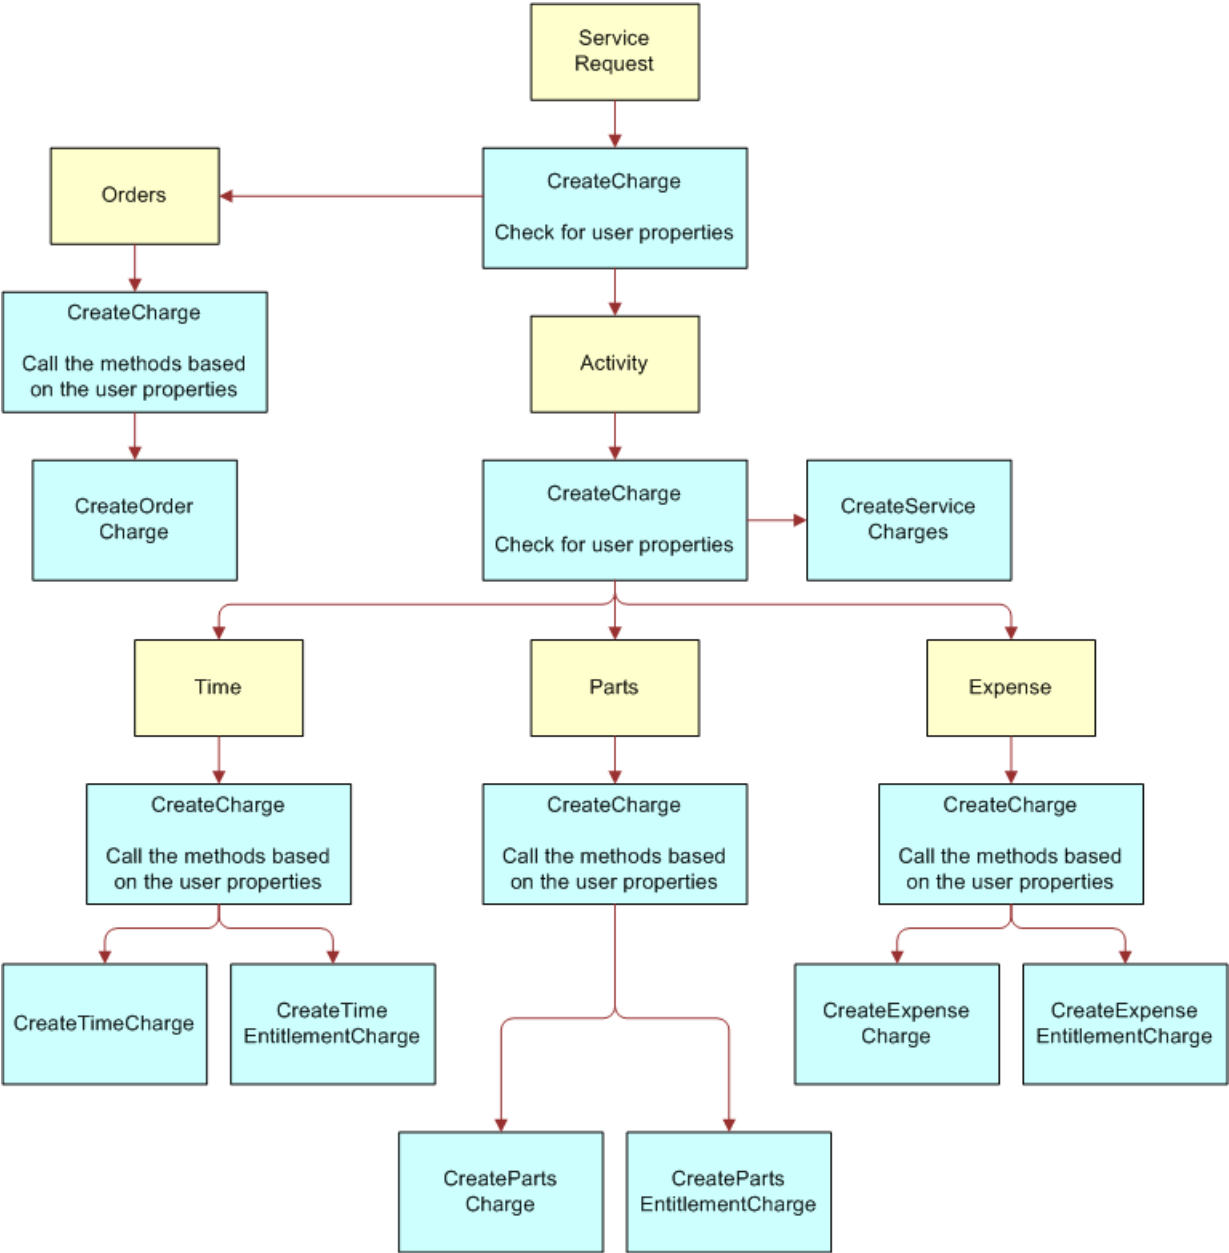 Service
Request
Orders
CreateCharge
Check for user properties
CreateCharge
Call the methods based
on the user properties
Activity
CreateOrder
Charge
CreateCharge
Check for user properties
CreateService
Charges
Time
Parts
Expense
CreateCharge
Call the methods based
on the user properties
CreateCharge
Call the methods based
on the user properties
CreateCharge
Call the methods based
on the user properties
CreateTimeCharge
CreateTime
EntitlementCharge
CreateExpense
Charge
CreateExpense
EntitlementCharge
CreateParts
Charge
CreateParts
EntitlementCharge